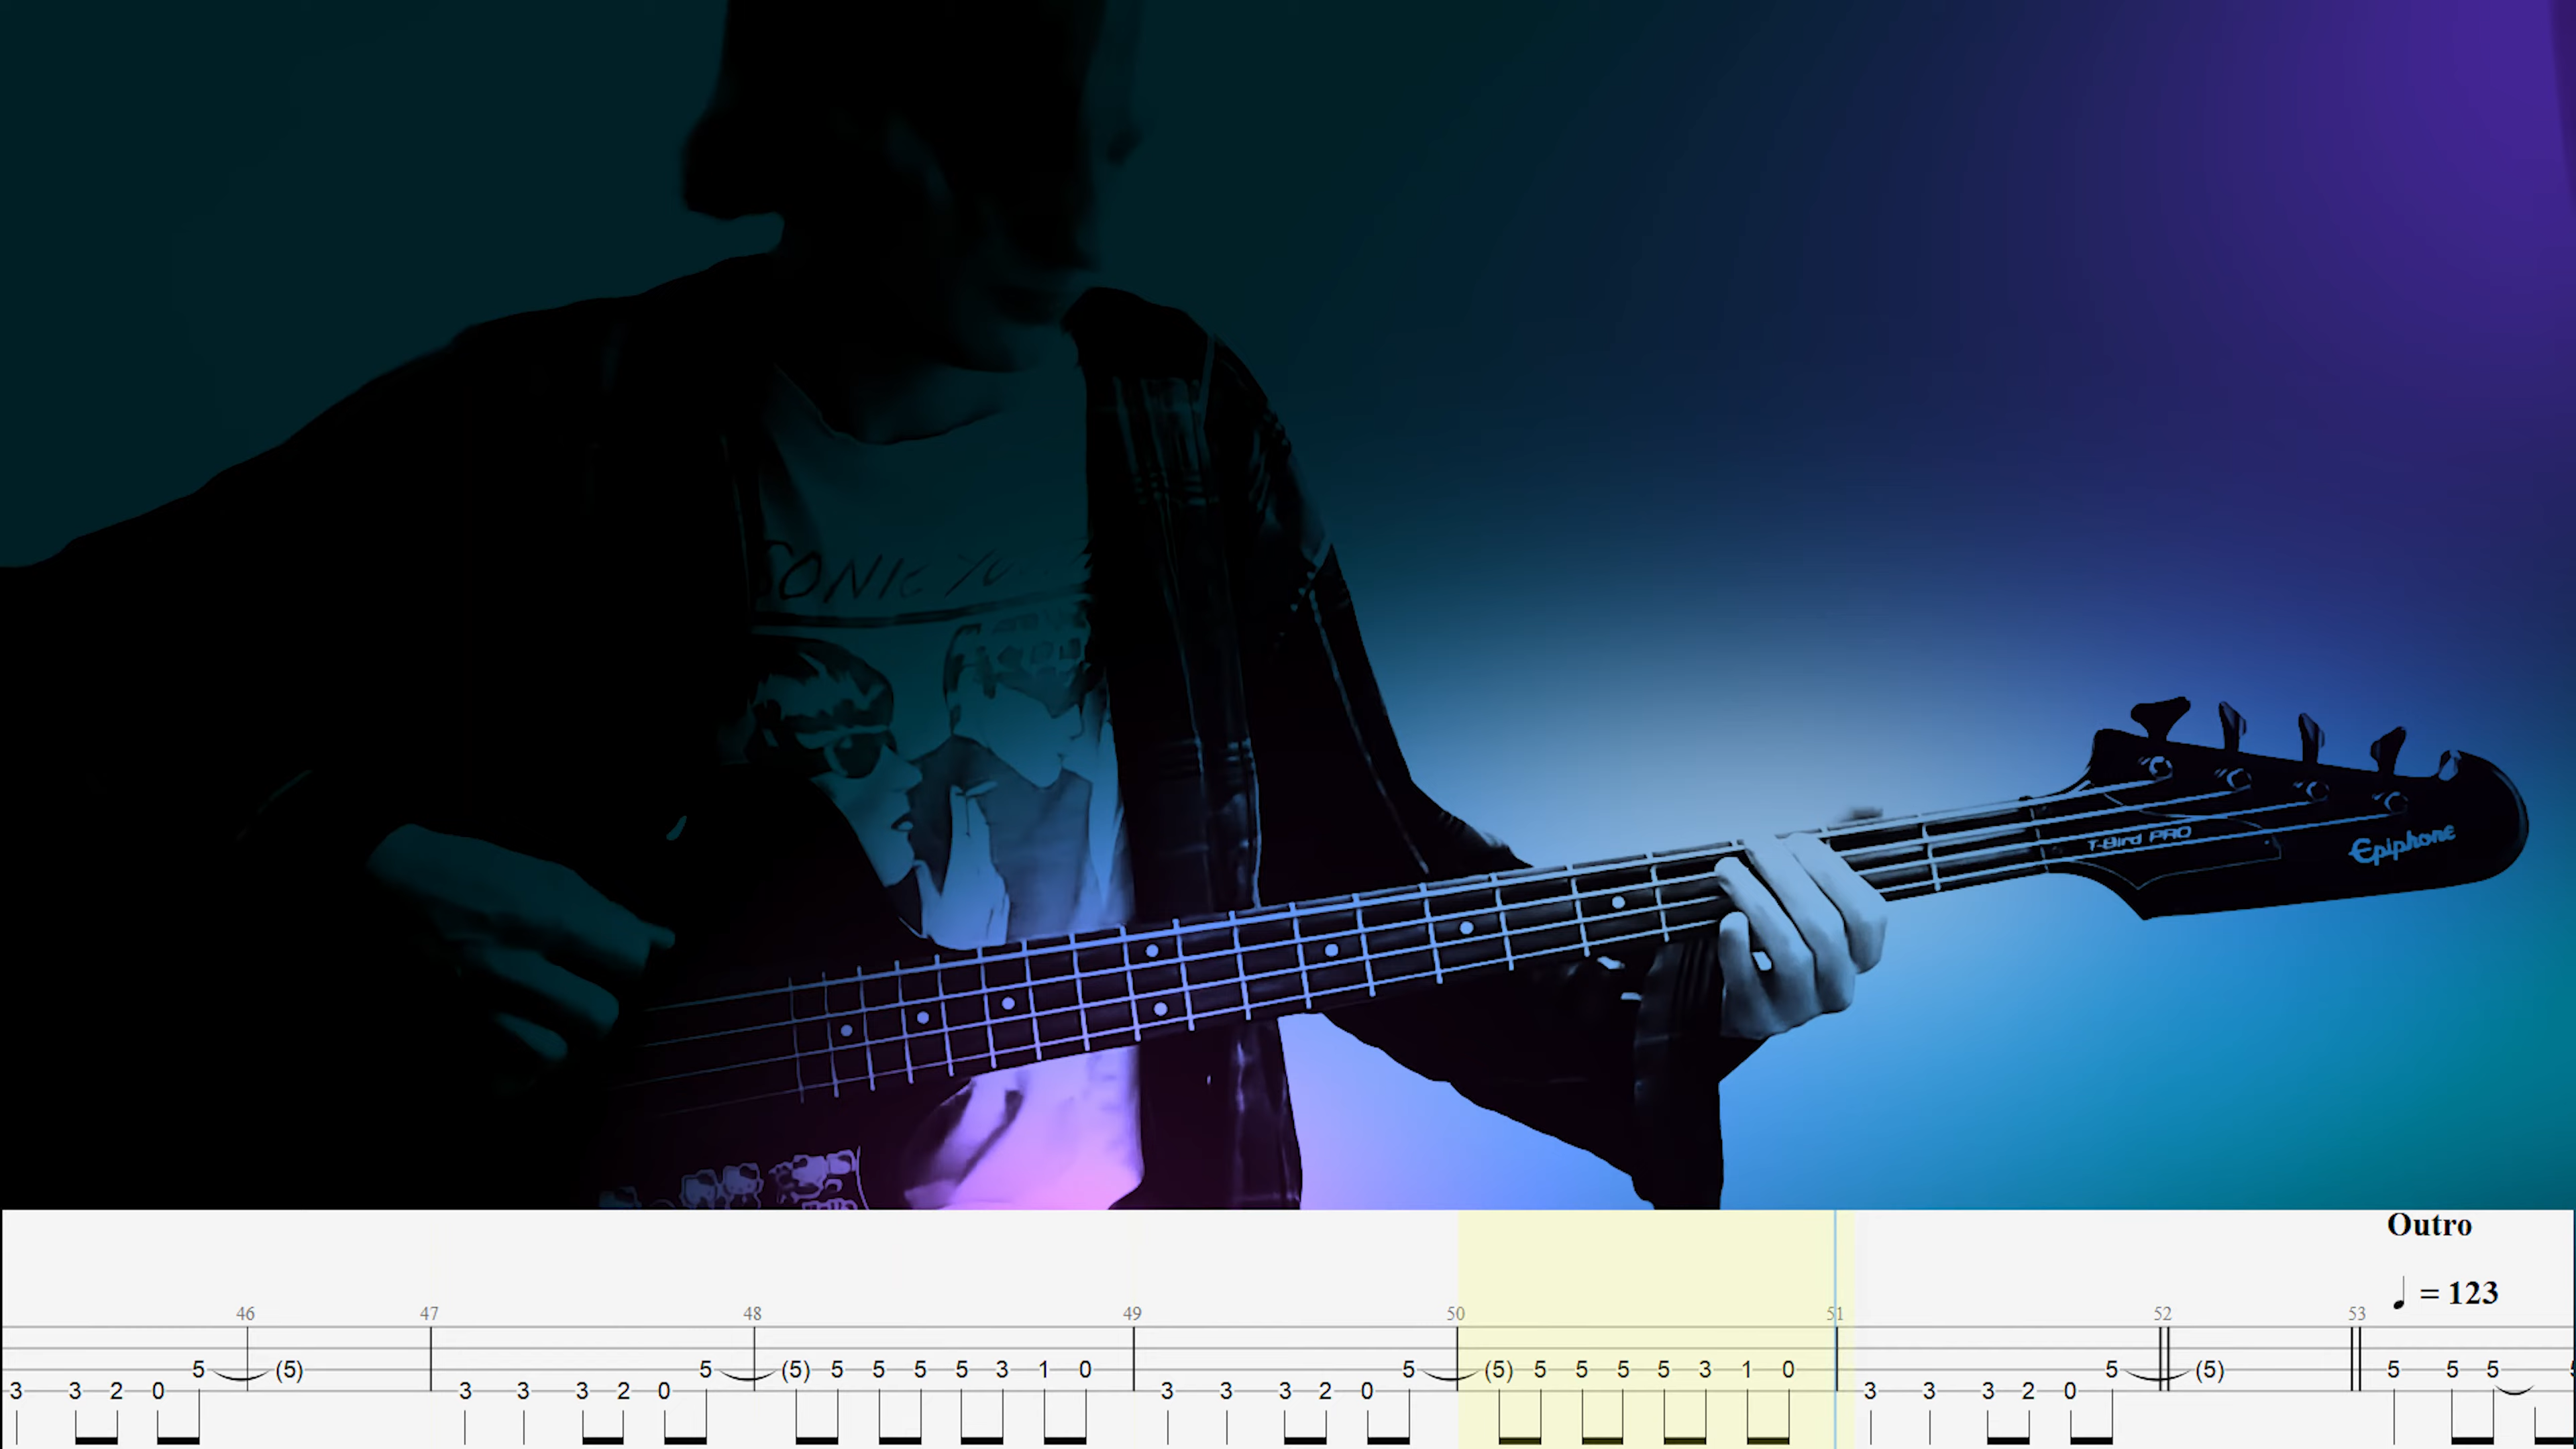 SONIC YOU
T-Bird PRO
Epiphone
Outro
♩ = 123
46 47 48 49 50 51 52 53
5 (5) 5 (5) 5 5 5 5 3 1 0 5 (5) 5 5 5 5 3 1 0 5 (5) 5 5 5
3 3 2 0 3 3 3 2 0 3 3 3 2 0 3 3 3 2 0